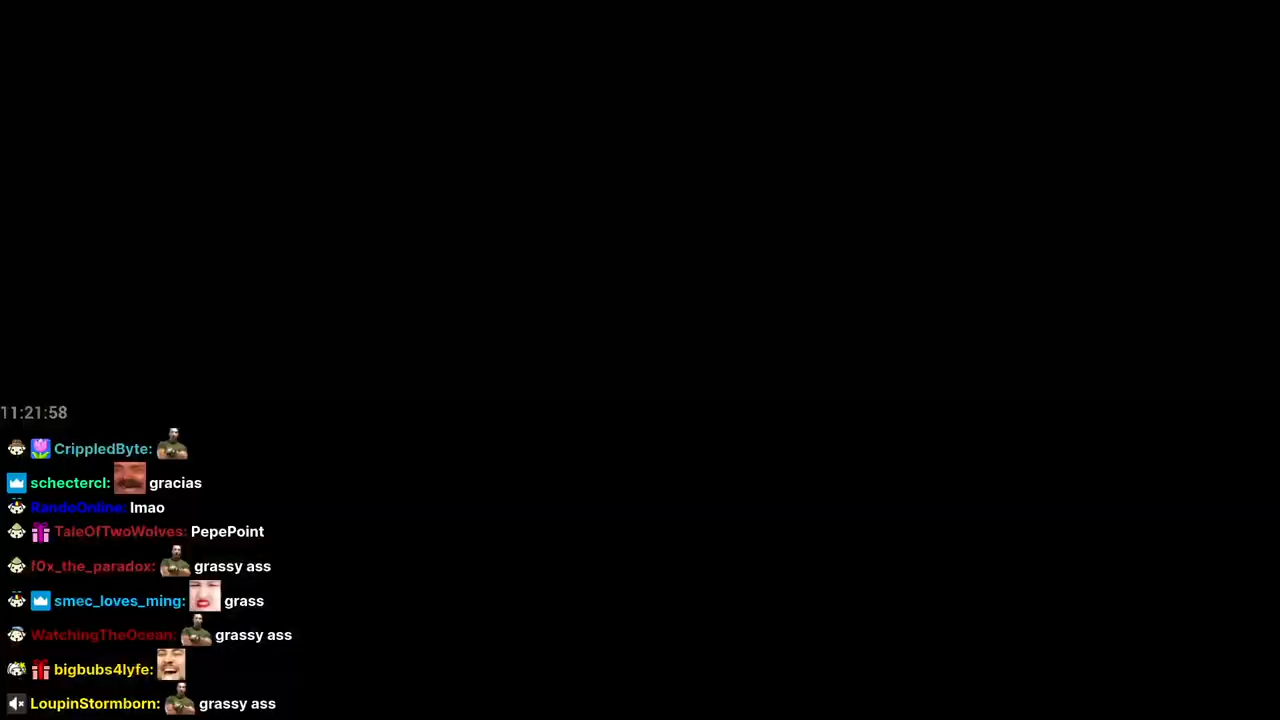 11:21:58
CrippledByte:
schectercl: gracias
RandoOnline: lmao
TaleOfTwoWolves: PepePoint
f0x_the_paradox: grassy ass
smec_loves_ming: grass
WatchingTheOcean: grassy ass
bigbubs4lyfe:
LoupinStormborn: grassy ass